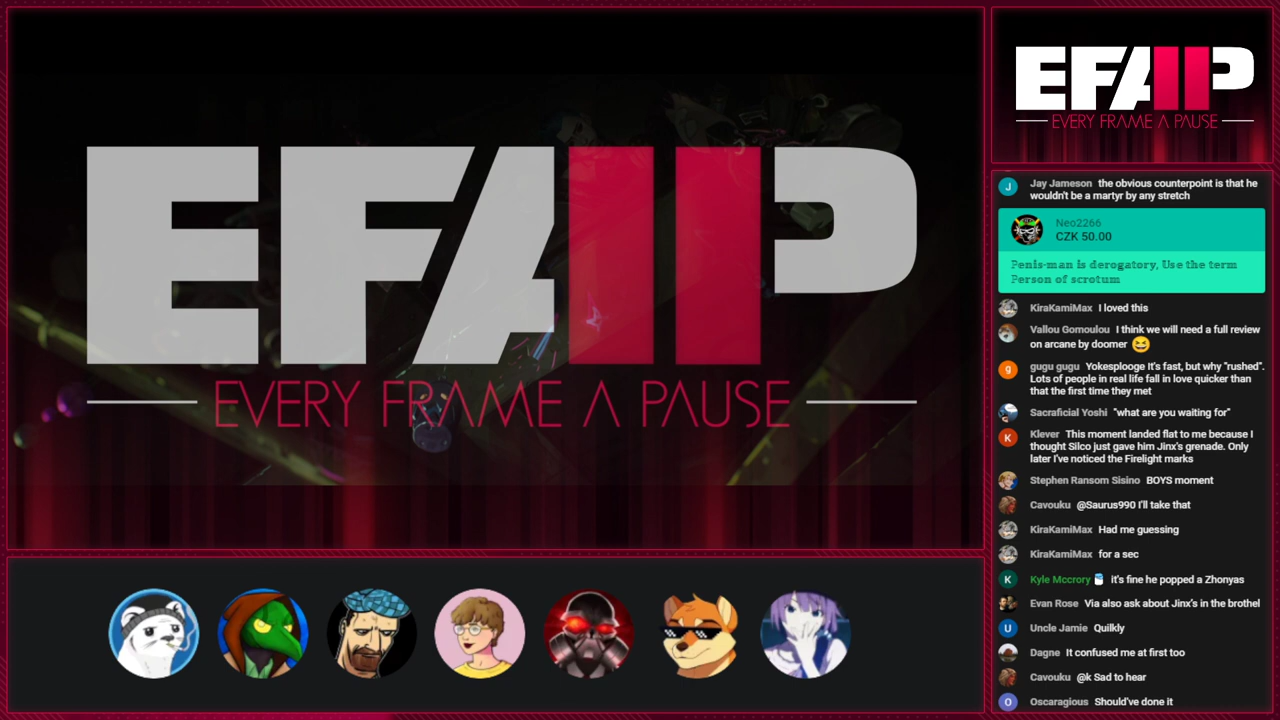 EFAP
EVERY FRAME A PAUSE
EFAP
EVERY FRAME A PAUSE
Jay Jameson the obvious counterpoint is that he
wouldn't be a martyr by any stretch
Neo2266
CZK 50.00
Penis-man is derogatory, Use the term
Person of scrotum
KiraKamiMax I loved this
Vallou Gomoulou I think we will need a full review
on arcane by doomer 😆
g
gugu gugu Yokesplooge It's fast, but why "rushed".
Lots of people in real life fall in love quicker than
that the first time they met
Sacraficial Yoshi "what are you waiting for"
K
Klever This moment landed flat to me because I
thought Silco just gave him Jinx's grenade. Only
later I've noticed the Firelight marks
Stephen Ransom Sisino BOYS moment
Cavouku @Saurus990 I'll take that
KiraKamiMax Had me guessing
KiraKamiMax for a sec
K
Kyle Mccrory it's fine he popped a Zhonyas
Evan Rose Via also ask about Jinx's in the brothel
U
Uncle Jamie Quilkly
Dagne It confused me at first too
Cavouku @k Sad to hear
O
Oscaragious Should've done it
J